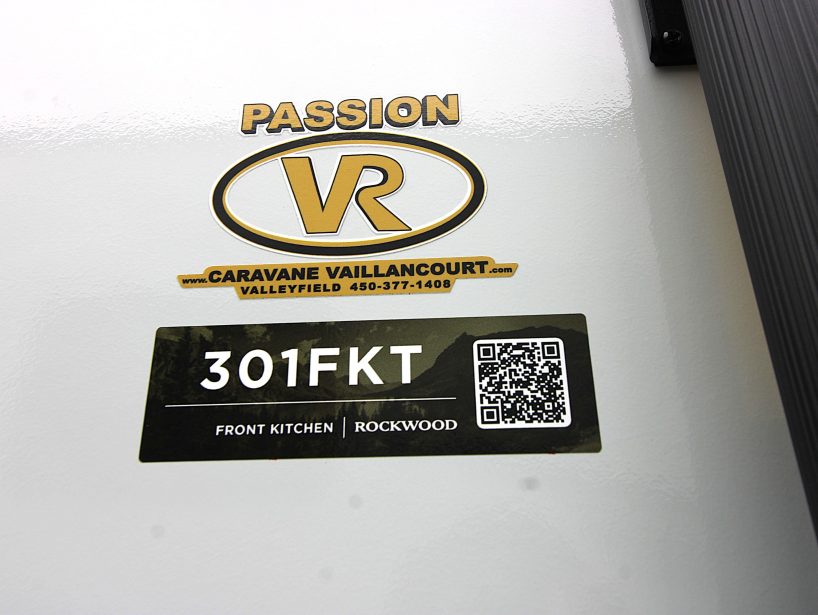 PASSION
VR
www.CARAVANE VAILLANCOURT.com
VALLEYFIELD 450-377-1408
301FKT
FRONT KITCHEN | ROCKWOOD